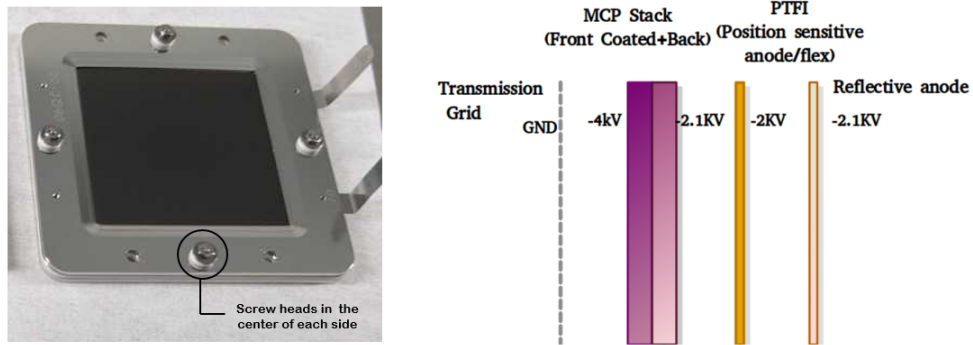 Screw heads in the
center of each side
MCP Stack
(Front Coated+Back)
PTFI
(Position sensitive
anode/flex)
Transmission
Grid
GND
-4kV
-2.1KV
-2KV
Reflective anode
-2.1KV